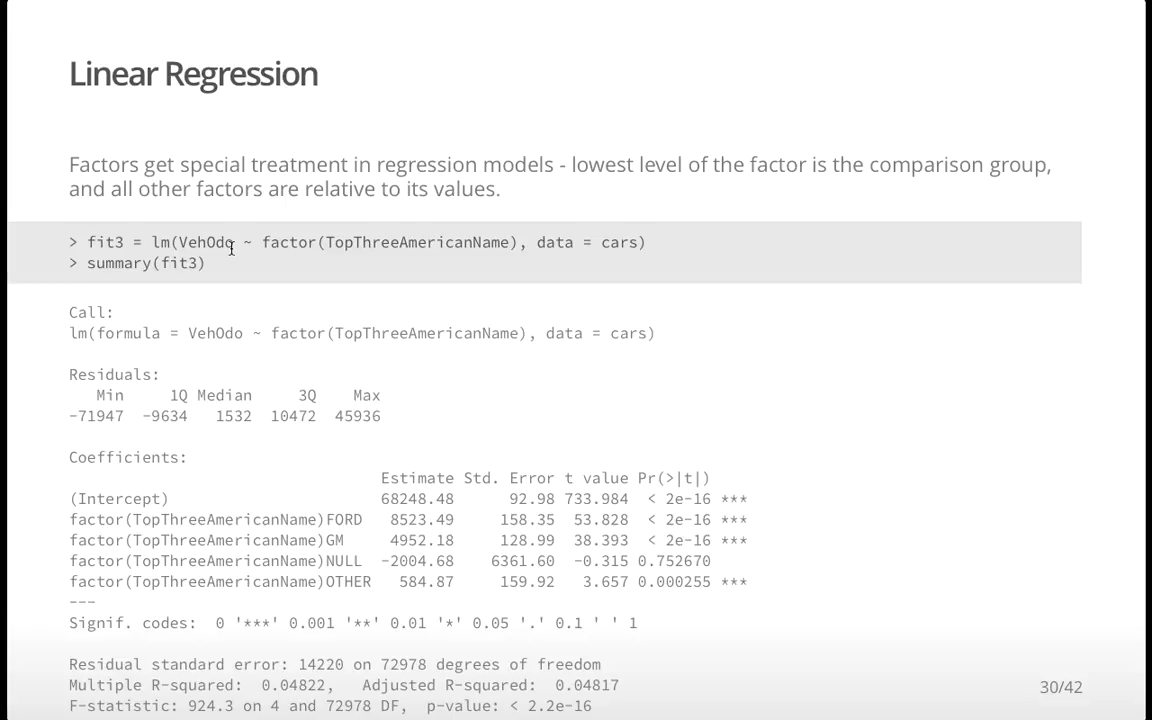 Linear Regression
Factors get special treatment in regression models - lowest level of the factor is the comparison group,
and all other factors are relative to its values.
> fit3 = lm(VehOdo ~ factor(TopThreeAmericanName), data = cars)
> summary(fit3)
Call:
lm(formula = VehOdo ~ factor(TopThreeAmericanName), data = cars)
Residuals:
   Min     1Q Median     3Q    Max
-71947  -9634   1532  10472  45936
Coefficients:
                                  Estimate Std. Error t value Pr(>|t|)
(Intercept)                       68248.48      92.98 733.984  < 2e-16 ***
factor(TopThreeAmericanName)FORD   8523.49     158.35  53.828  < 2e-16 ***
factor(TopThreeAmericanName)GM     4952.18     128.99  38.393  < 2e-16 ***
factor(TopThreeAmericanName)NULL  -2004.68    6361.60  -0.315 0.752670
factor(TopThreeAmericanName)OTHER   584.87     159.92   3.657 0.000255 ***
---
Signif. codes:  0 '***' 0.001 '**' 0.01 '*' 0.05 '.' 0.1 ' ' 1
Residual standard error: 14220 on 72978 degrees of freedom
Multiple R-squared:  0.04822,   Adjusted R-squared:  0.04817
F-statistic: 924.3 on 4 and 72978 DF,  p-value: < 2.2e-16
30/42